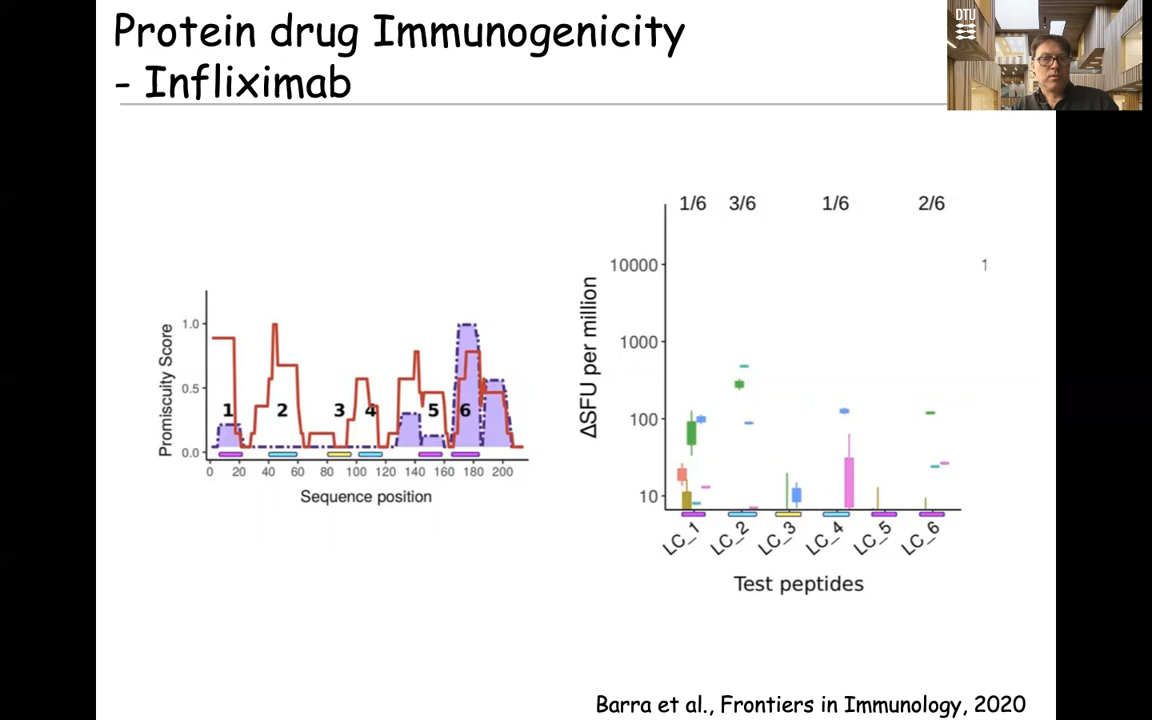 Protein drug Immunogenicity
- Infliximab
DTU
1/6 3/6 1/6 2/6
10000
1000
100
10
ΔSFU per million
1
LC_1 LC_2 LC_3 LC_4 LC_5 LC_6
Test peptides
1.0
0.5
0.0
Promiscuity Score
1 2 3 4 5 6
0 20 40 60 80 100 120 140 160 180 200
Sequence position
Barra et al., Frontiers in Immunology, 2020